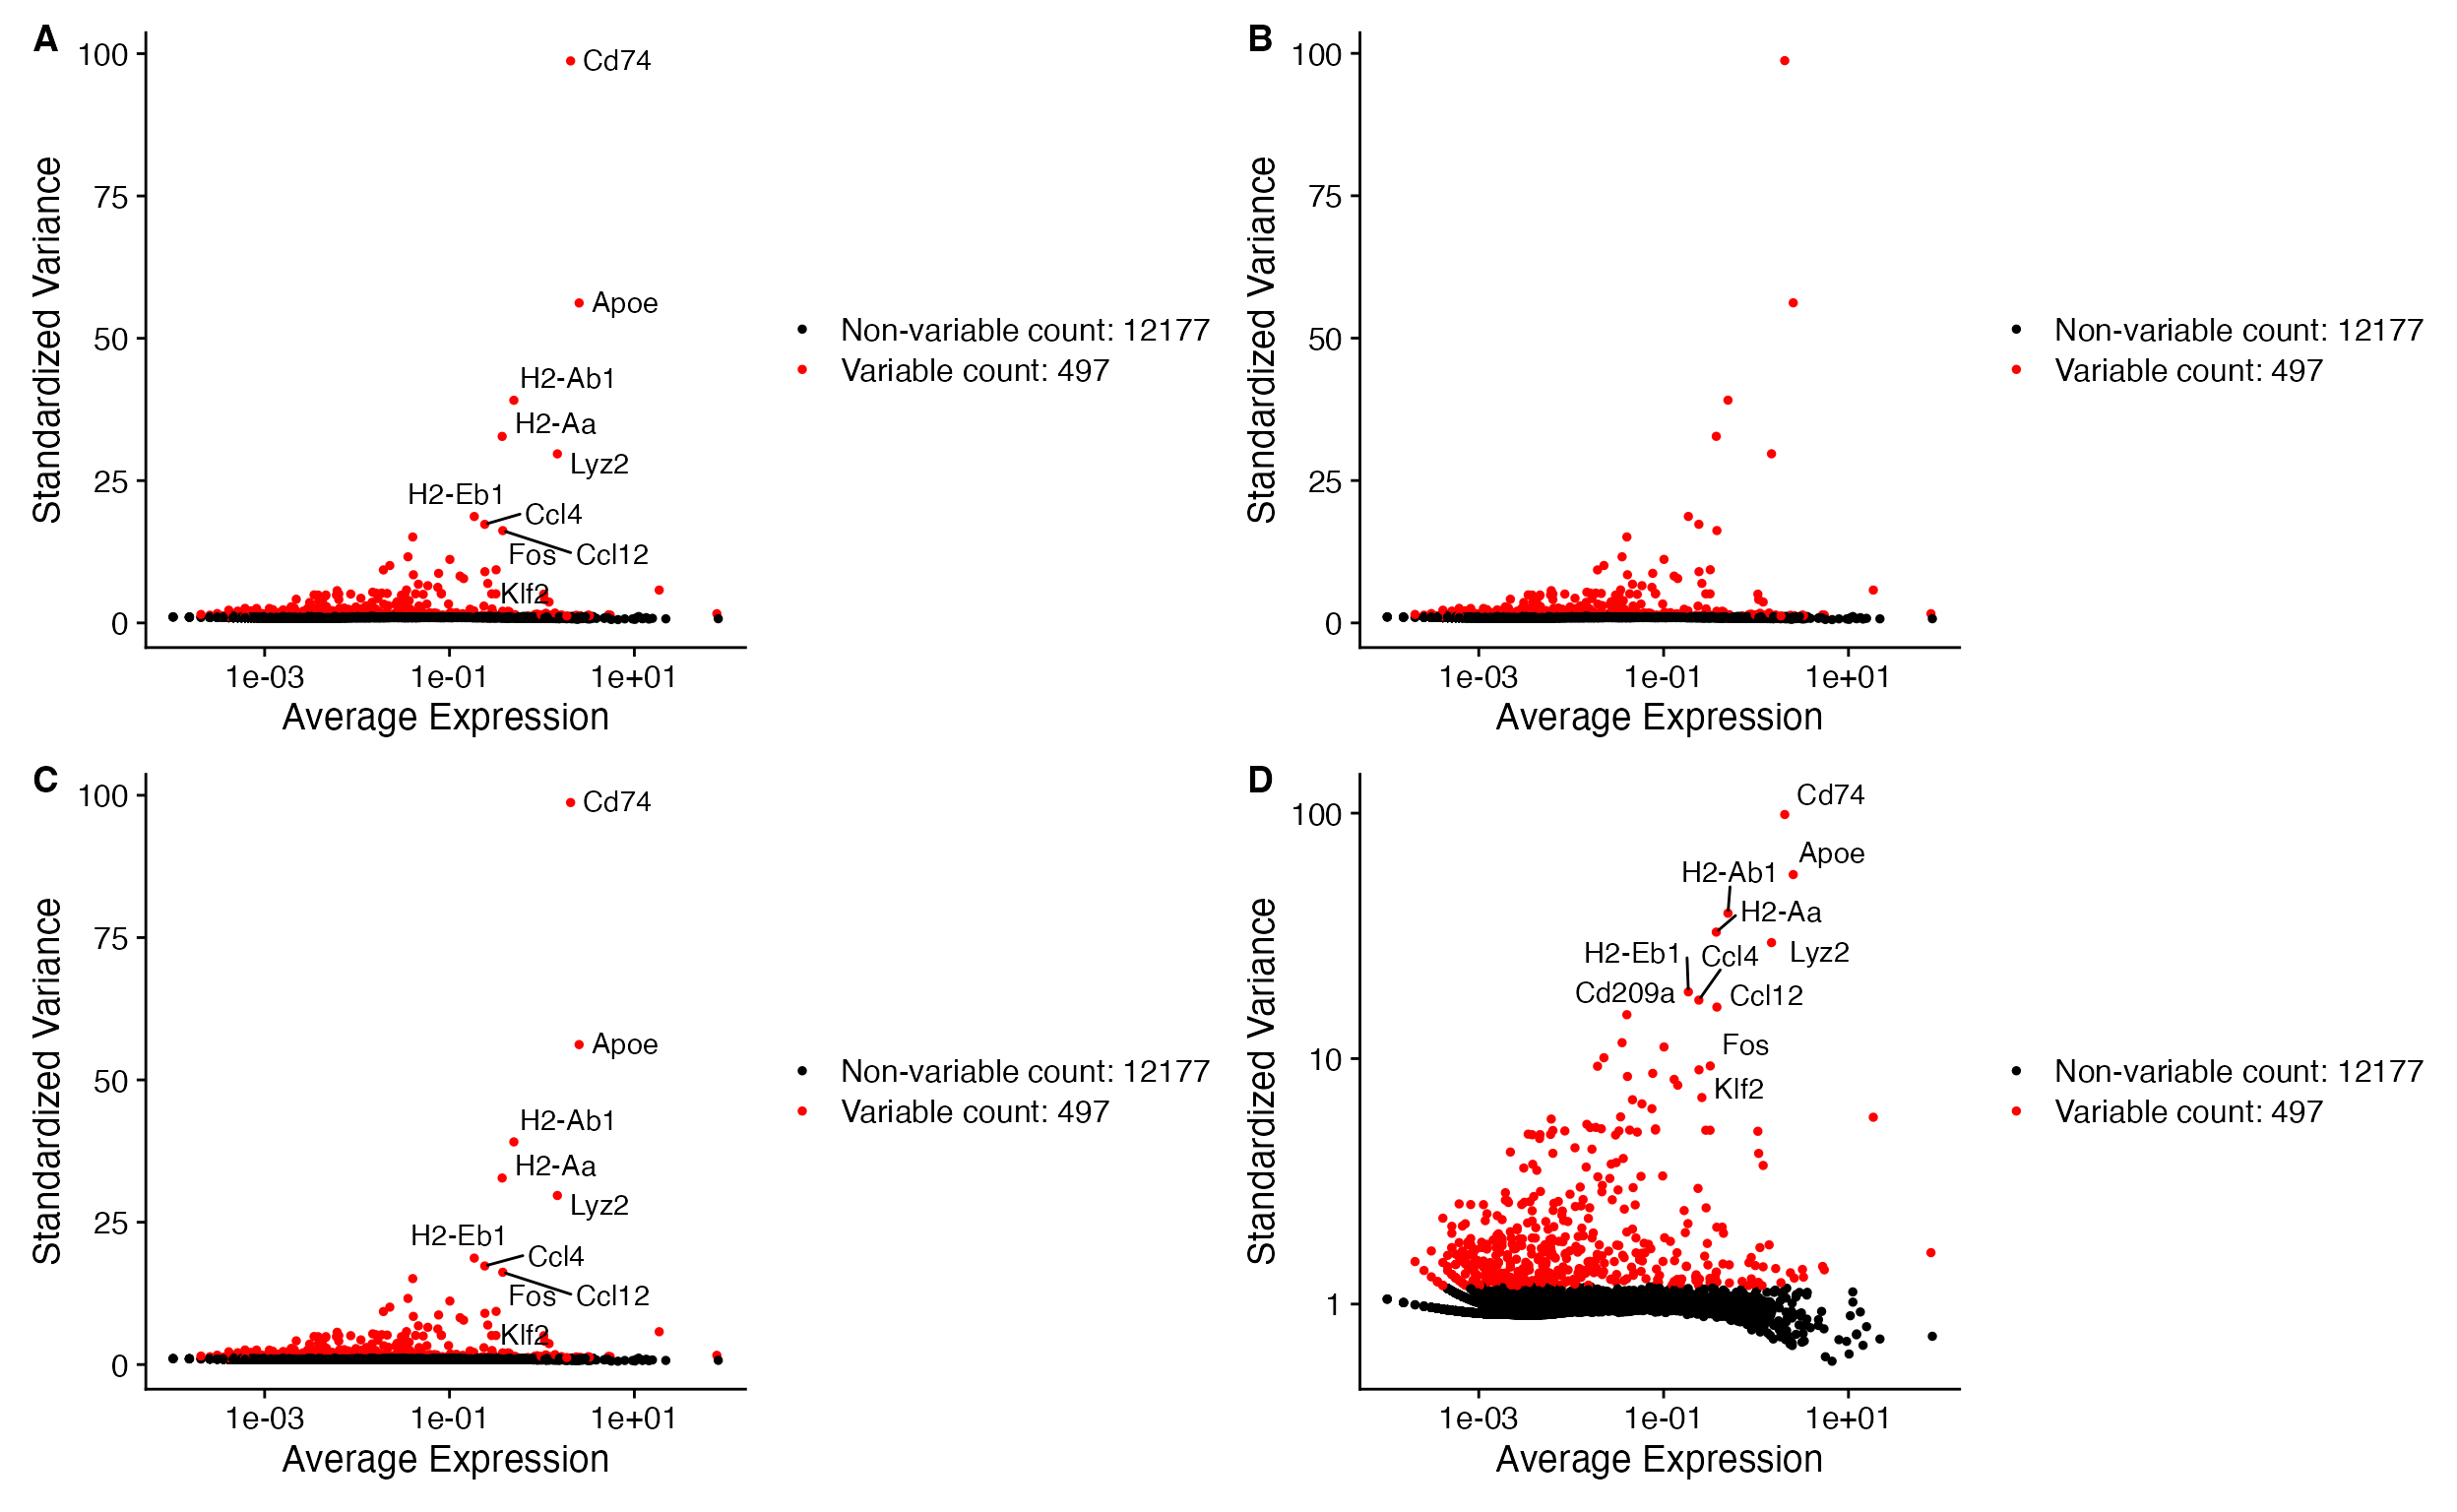 A
100
75
50
25
0
Standardized Variance
Cd74
Apoe
H2-Ab1
H2-Aa
Lyz2
H2-Eb1
Ccl4
Fos
Ccl12
Klf2
1e-03
1e-01
1e+01
Average Expression
Non-variable count: 12177
Variable count: 497
B
100
75
50
25
0
Standardized Variance
1e-03
1e-01
1e+01
Average Expression
Non-variable count: 12177
Variable count: 497
C
100
75
50
25
0
Standardized Variance
Cd74
Apoe
H2-Ab1
H2-Aa
Lyz2
H2-Eb1
Ccl4
Fos
Ccl12
Klf2
1e-03
1e-01
1e+01
Average Expression
Non-variable count: 12177
Variable count: 497
D
100
10
1
Standardized Variance
Cd74
Apoe
H2-Ab1
H2-Aa
H2-Eb1
Ccl4
Lyz2
Cd209a
Ccl12
Fos
Klf2
1e-03
1e-01
1e+01
Average Expression
Non-variable count: 12177
Variable count: 497